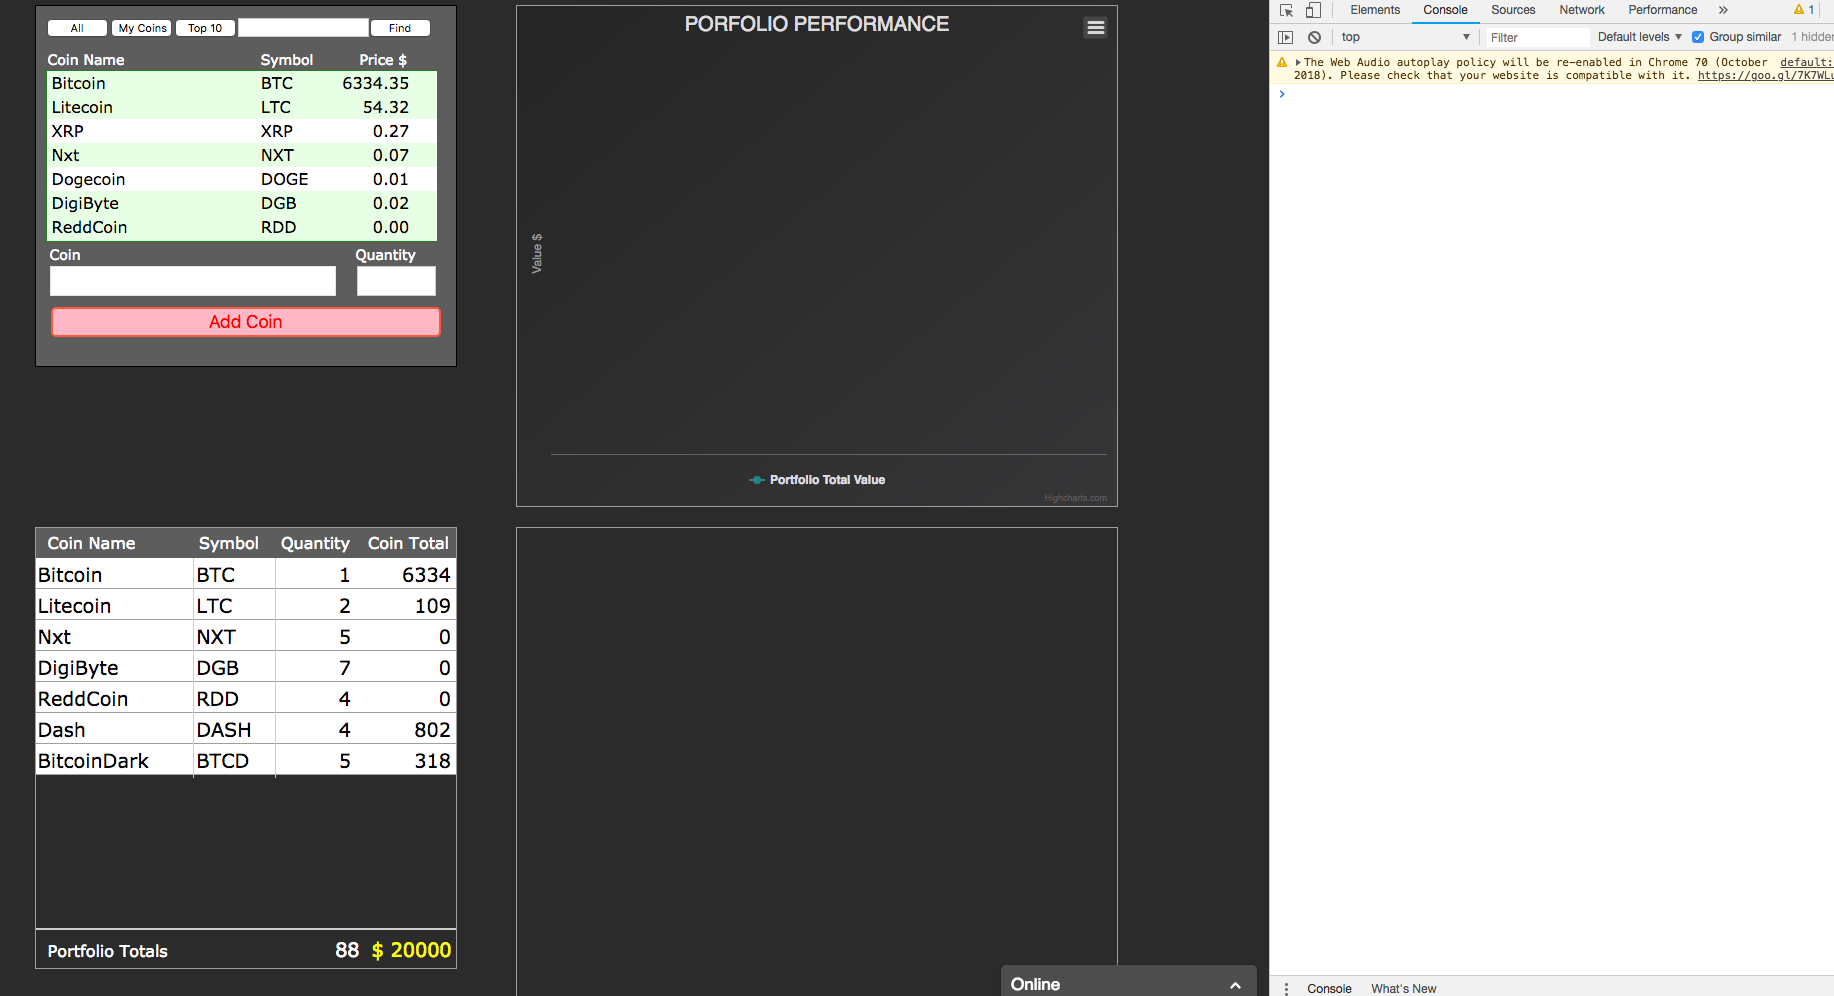 All My Coins Top 10 Find
Coin Name Symbol Price $
Bitcoin BTC 6334.35
Litecoin LTC 54.32
XRP XRP 0.27
Nxt NXT 0.07
Dogecoin DOGE 0.01
DigiByte DGB 0.02
ReddCoin RDD 0.00
Coin Quantity
Add Coin
PORFOLIO PERFORMANCE
Value $
Portfolio Total Value
Highcharts.com
Coin Name Symbol Quantity Coin Total
Bitcoin BTC 1 6334
Litecoin LTC 2 109
Nxt NXT 5 0
DigiByte DGB 7 0
ReddCoin RDD 4 0
Dash DASH 4 802
BitcoinDark BTCD 5 318
Portfolio Totals 88 $ 20000
Online
Elements Console Sources Network Performance » 1
top Filter Default levels Group similar 1 hidden
The Web Audio autoplay policy will be re-enabled in Chrome 70 (October default:
2018). Please check that your website is compatible with it. https://goo.gl/7K7WLu
Console What's New